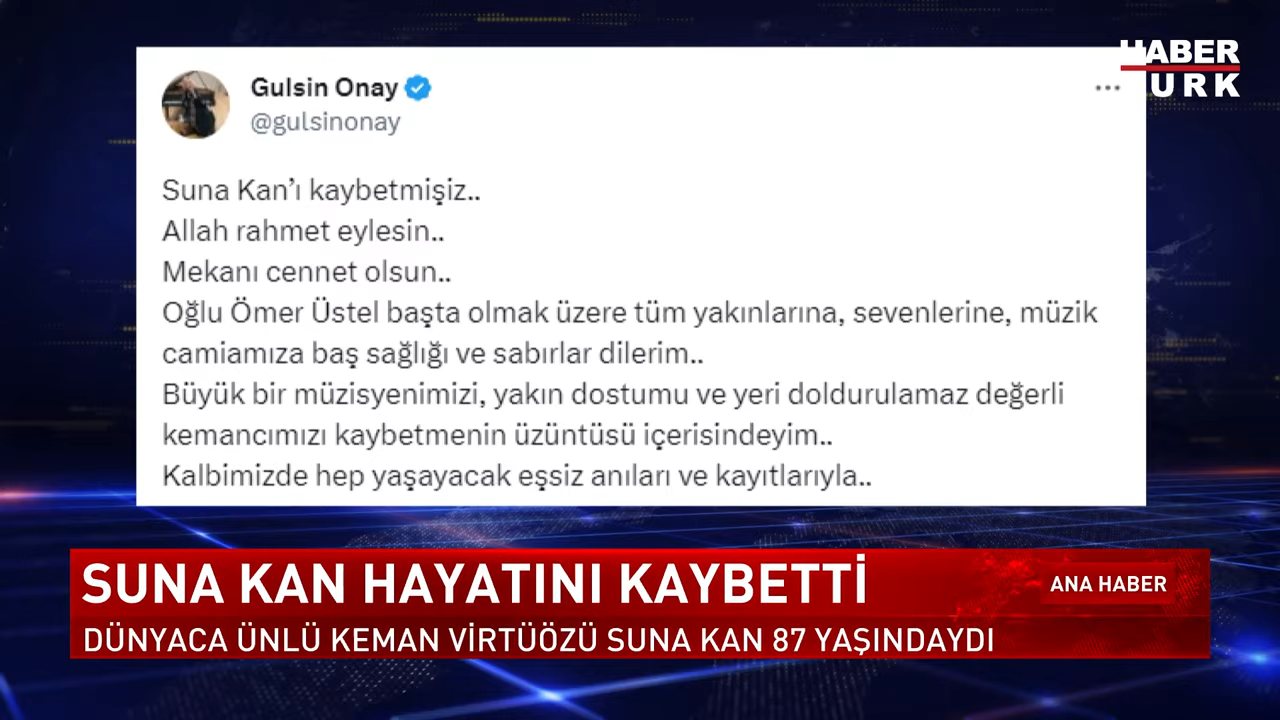 HABER
TURK
Gulsin Onay
@gulsinonay
Suna Kan’ı kaybetmişiz..
Allah rahmet eylesin..
Mekanı cennet olsun..
Oğlu Ömer Üstel başta olmak üzere tüm yakınlarına, sevenlerine, müzik
camiamıza baş sağlığı ve sabırlar dilerim..
Büyük bir müzisyenimizi, yakın dostumu ve yeri doldurulamaz değerli
kemancımızı kaybetmenin üzüntüsü içerisindeyim..
Kalbimizde hep yaşayacak eşsiz anıları ve kayıtlarıyla..
SUNA KAN HAYATINI KAYBETTİ
ANA HABER
DÜNYACA ÜNLÜ KEMAN VİRTÜÖZÜ SUNA KAN 87 YAŞINDAYDI